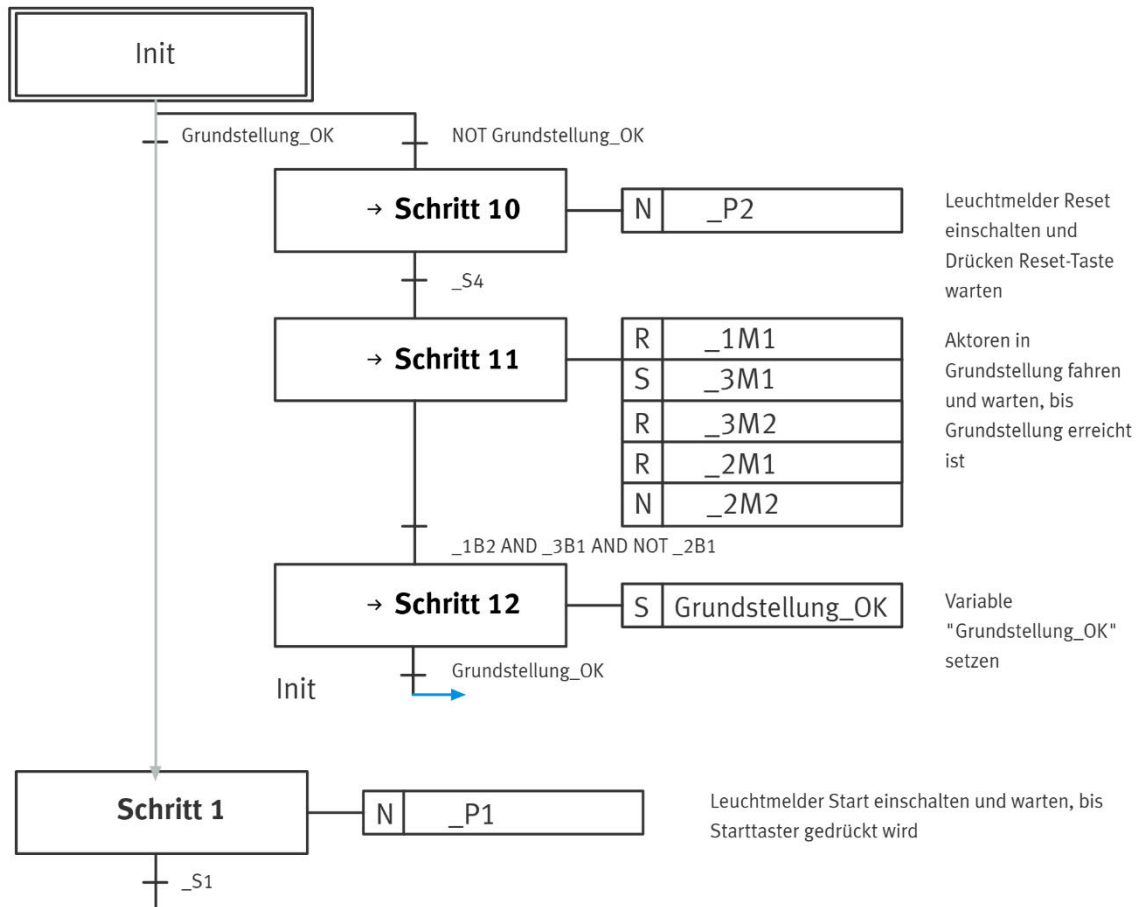 Init
Grundstellung_OK
NOT Grundstellung_OK
→ Schritt 10
N _P2
Leuchtmelder Reset
einschalten und
Drücken Reset-Taste
warten
_S4
→ Schritt 11
R _1M1
S _3M1
R _3M2
R _2M1
N _2M2
Aktoren in
Grundstellung fahren
und warten, bis
Grundstellung erreicht
ist
_1B2 AND _3B1 AND NOT _2B1
→ Schritt 12
S Grundstellung_OK
Variable
"Grundstellung_OK"
setzen
Grundstellung_OK
Init
Schritt 1
N _P1
Leuchtmelder Start einschalten und warten, bis
Starttaster gedrückt wird
_S1